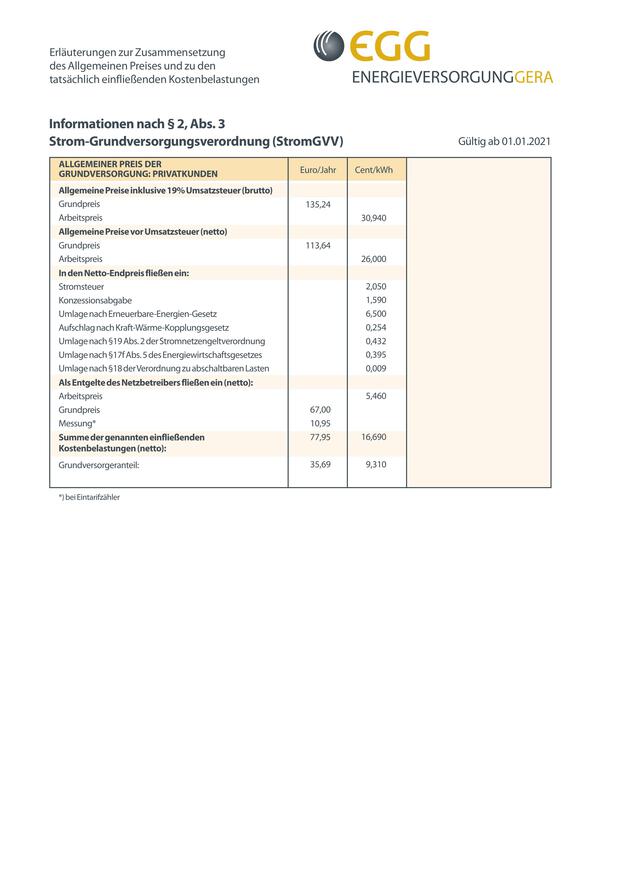 Erläuterungen zur Zusammensetzung
des Allgemeinen Preises und zu den
tatsächlich einfließenden Kostenbelastungen
EGG
ENERGIEVERSORGUNGGERA
Informationen nach § 2, Abs. 3
Strom-Grundversorgungsverordnung (StromGVV)
Gültig ab 01.01.2021
ALLGEMEINER PREIS DER
GRUNDVERSORGUNG: PRIVATKUNDEN
Euro/Jahr Cent/kWh
Allgemeine Preise inklusive 19% Umsatzsteuer (brutto)
Grundpreis 135,24
Arbeitspreis 30,940
Allgemeine Preise vor Umsatzsteuer (netto)
Grundpreis 113,64
Arbeitspreis 26,000
In den Netto-Endpreis fließen ein:
Stromsteuer 2,050
Konzessionsabgabe 1,590
Umlage nach Erneuerbare-Energien-Gesetz 6,500
Aufschlag nach Kraft-Wärme-Kopplungsgesetz 0,254
Umlage nach §19 Abs. 2 der Stromnetzengeltverordnung 0,432
Umlage nach §17f Abs. 5 des Energiewirtschaftsgesetzes 0,395
Umlage nach §18 der Verordnung zu abschaltbaren Lasten 0,009
Als Entgelte des Netzbetreibers fließen ein (netto):
Arbeitspreis 5,460
Grundpreis 67,00
Messung* 10,95
Summe der genannten einfließenden 77,95 16,690
Kostenbelastungen (netto):
Grundversorgeranteil: 35,69 9,310
*) bei Eintarifzähler